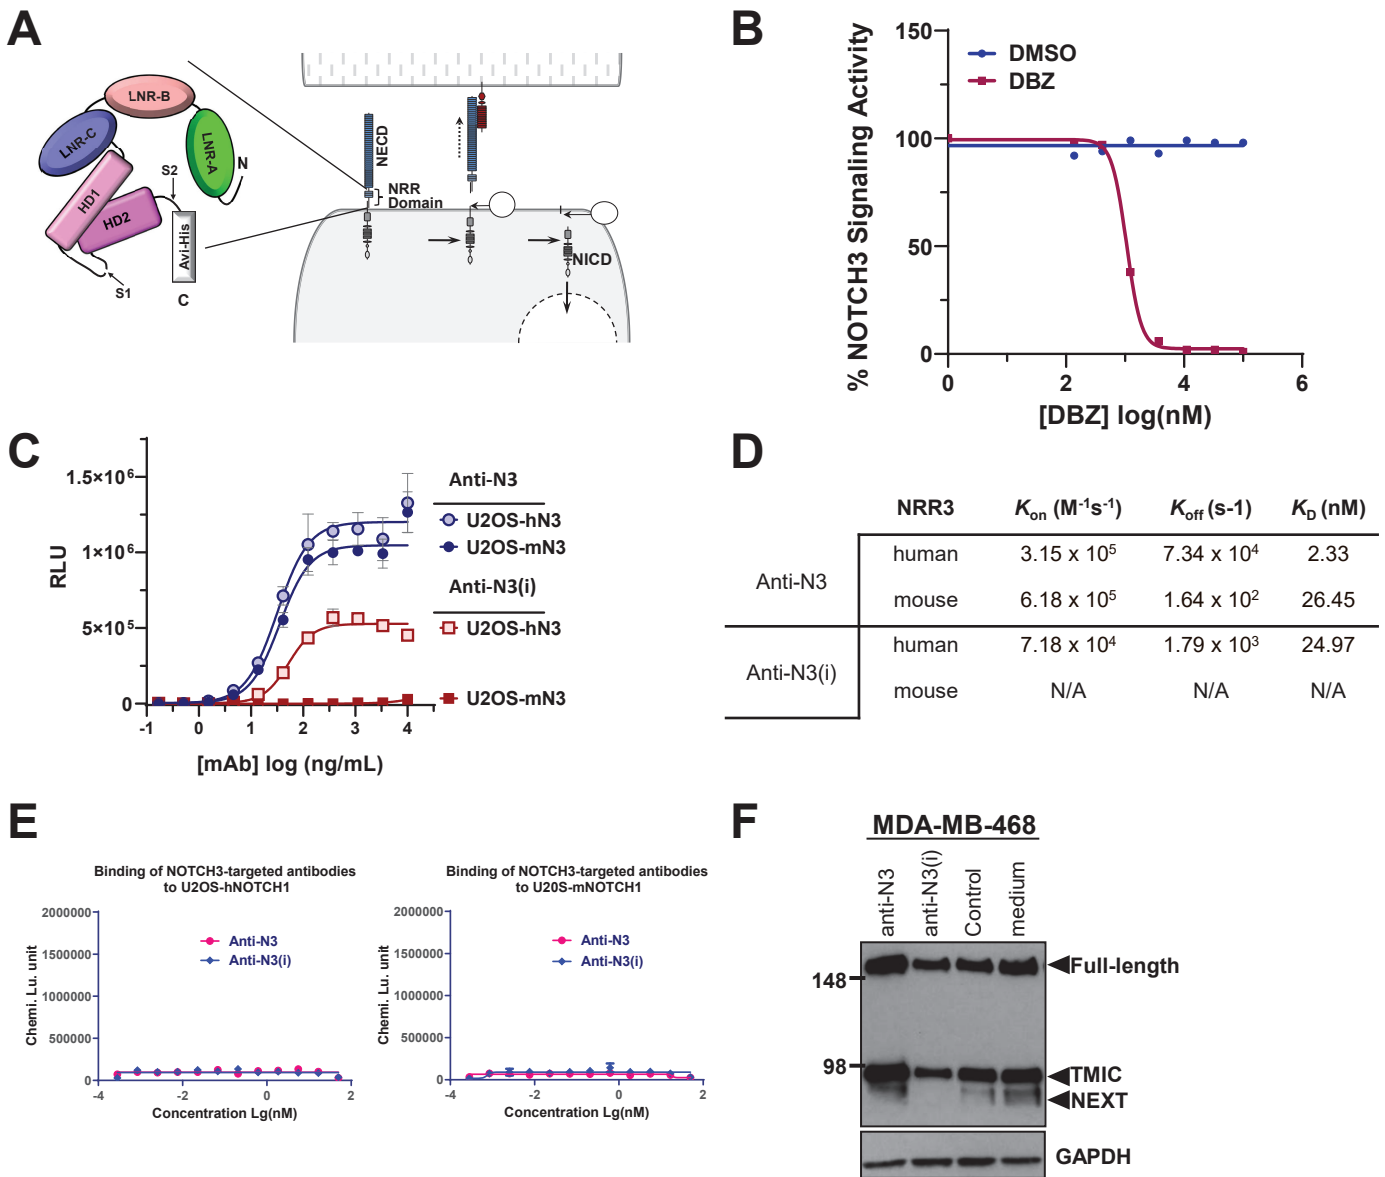 A
LNR-B
LNR-C
LNR-A
N
HD1
HD2
S2
Avi-His
S1
C
NECD
NRR
Domain
NICD
B
% NOTCH3 Signaling Activity
150
100
50
0
DMSO
DBZ
0 2 4 6
[DBZ] log(nM)
C
RLU
1.5×10⁶
1×10⁶
5×10⁵
0
-1 0 1 2 3 4
[mAb] log (ng/mL)
Anti-N3
U2OS-hN3
U2OS-mN3
Anti-N3(i)
U2OS-hN3
U2OS-mN3
D
NRR3 Kon (M⁻¹s⁻¹) Koff (s-1) KD (nM)
Anti-N3
human 3.15 x 10⁵ 7.34 x 10⁴ 2.33
mouse 6.18 x 10⁵ 1.64 x 10² 26.45
Anti-N3(i)
human 7.18 x 10⁴ 1.79 x 10³ 24.97
mouse N/A N/A N/A
E
Binding of NOTCH3-targeted antibodies
to U2OS-hNOTCH1
Chemi. Lu. unit
2000000
1500000
1000000
500000
0
Anti-N3
Anti-N3(i)
-4 -2 0 2
Concentration Lg(nM)
Binding of NOTCH3-targeted antibodies
to U20S-mNOTCH1
Chemi. Lu. unit
2000000
1500000
1000000
500000
0
Anti-N3
Anti-N3(i)
-4 -2 0 2
Concentration Lg(nM)
F
MDA-MB-468
anti-N3
anti-N3(i)
Control
medium
148
98
Full-length
TMIC
NEXT
GAPDH